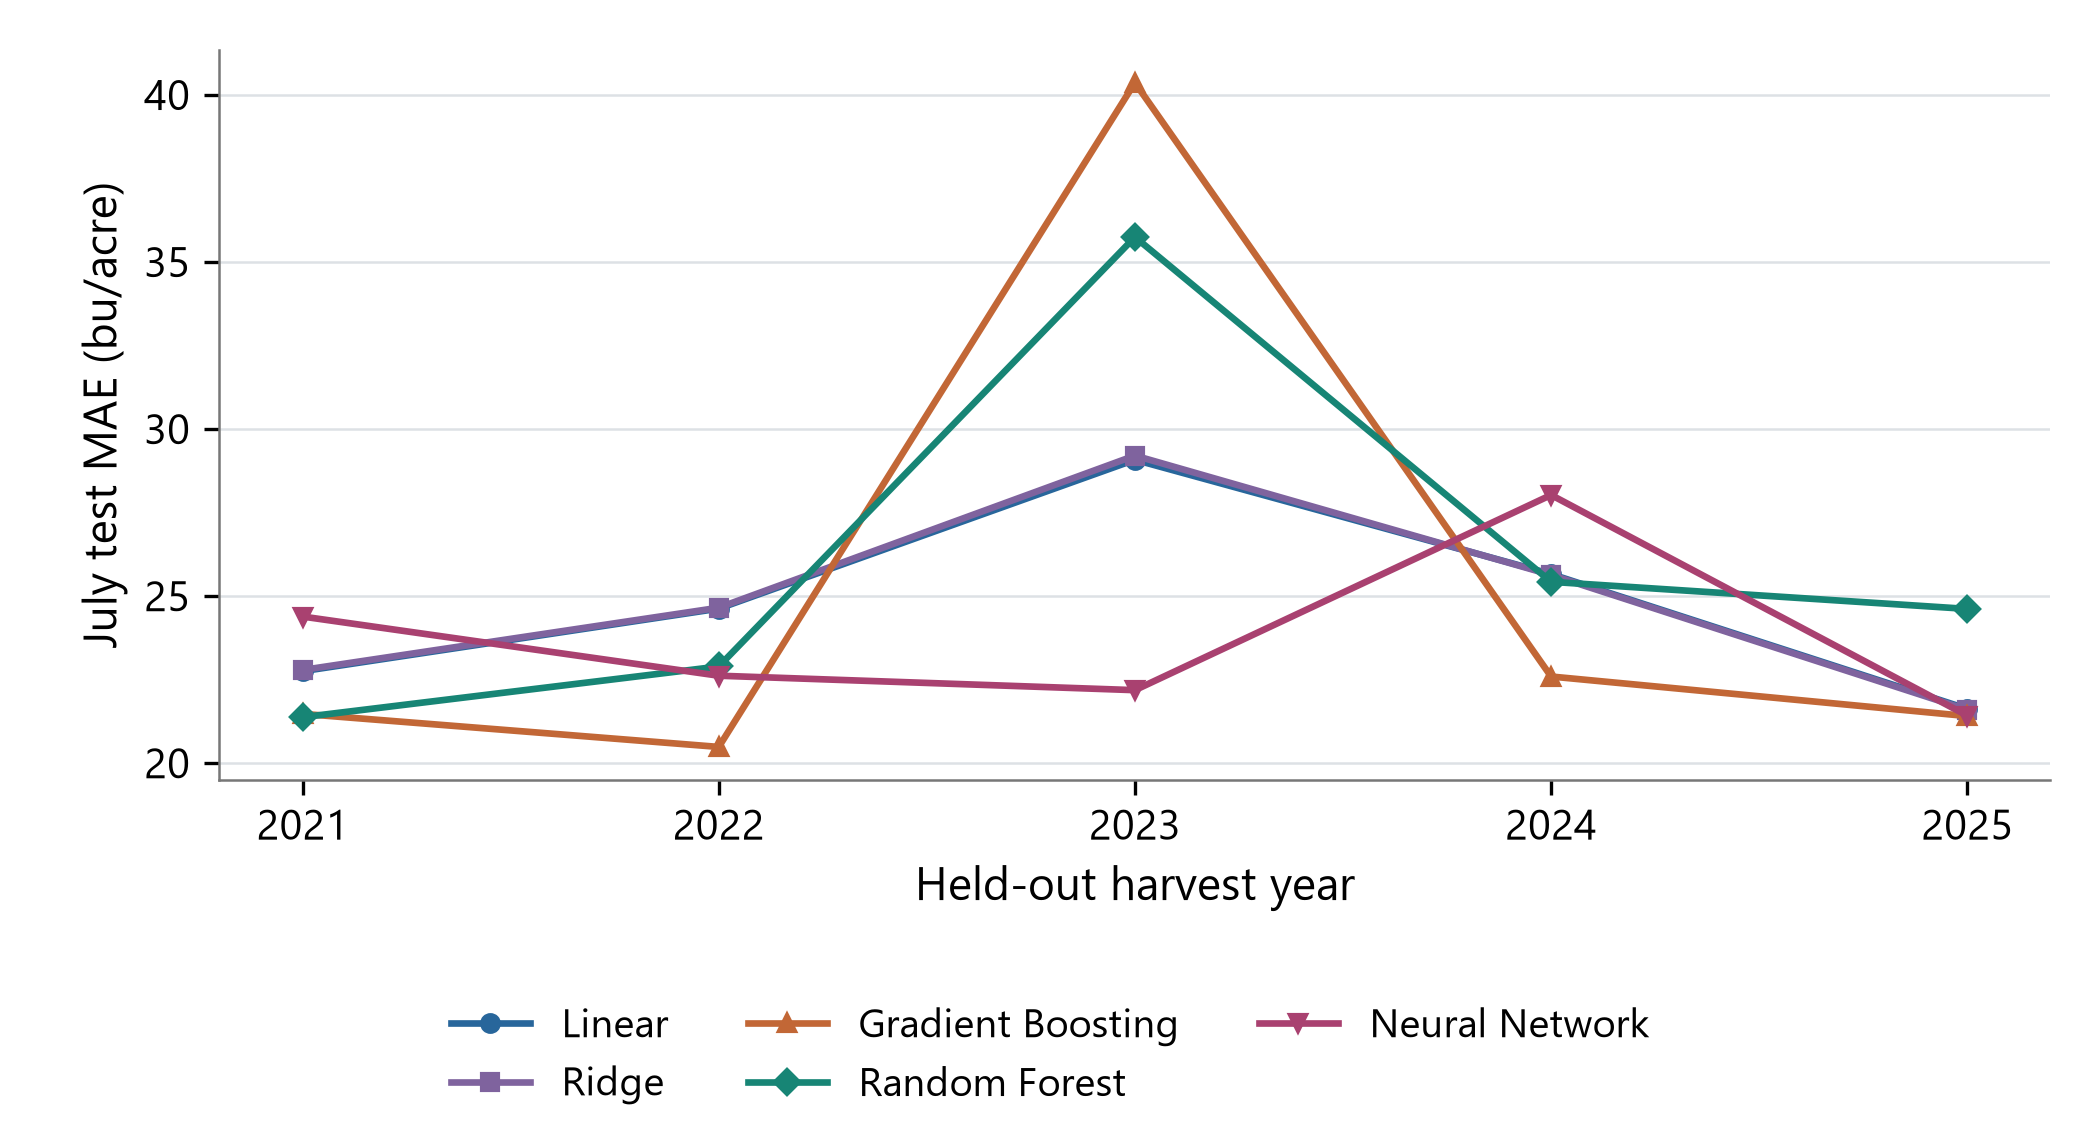 July test MAE (bu/acre)
40
35
30
25
20
2021 2022 2023 2024 2025
Held-out harvest year
Linear Gradient Boosting Neural Network
Ridge Random Forest